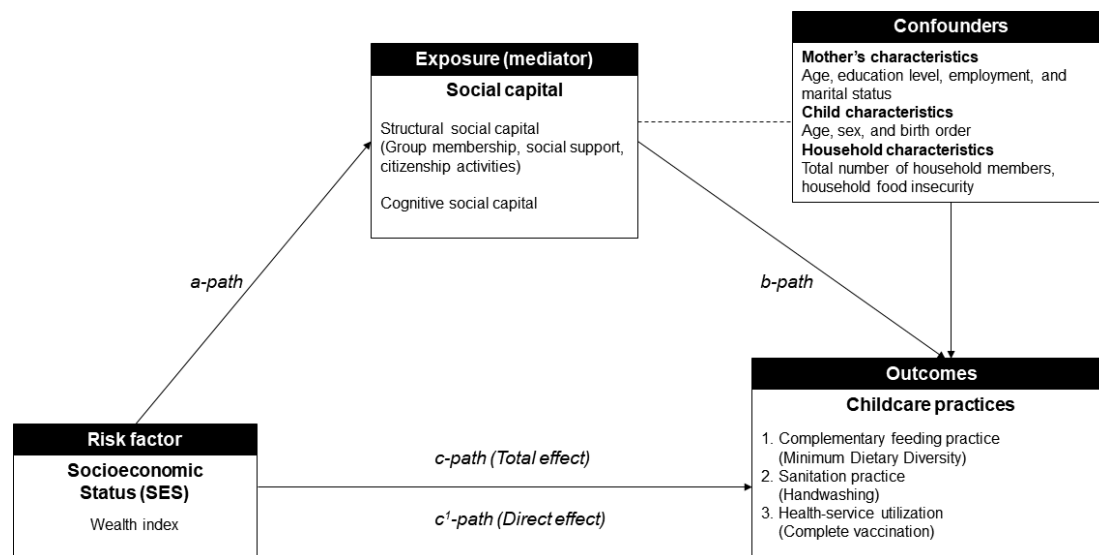 Confounders
Mother's characteristics
Age, education level, employment, and
marital status
Child characteristics
Age, sex, and birth order
Household characteristics
Total number of household members,
household food insecurity
Exposure (mediator)
Social capital
Structural social capital
(Group membership, social support,
citizenship activities)
Cognitive social capital
a-path
b-path
Outcomes
Childcare practices
1. Complementary feeding practice
(Minimum Dietary Diversity)
2. Sanitation practice
(Handwashing)
3. Health-service utilization
(Complete vaccination)
Risk factor
Socioeconomic
Status (SES)
Wealth index
c-path (Total effect)
c¹-path (Direct effect)